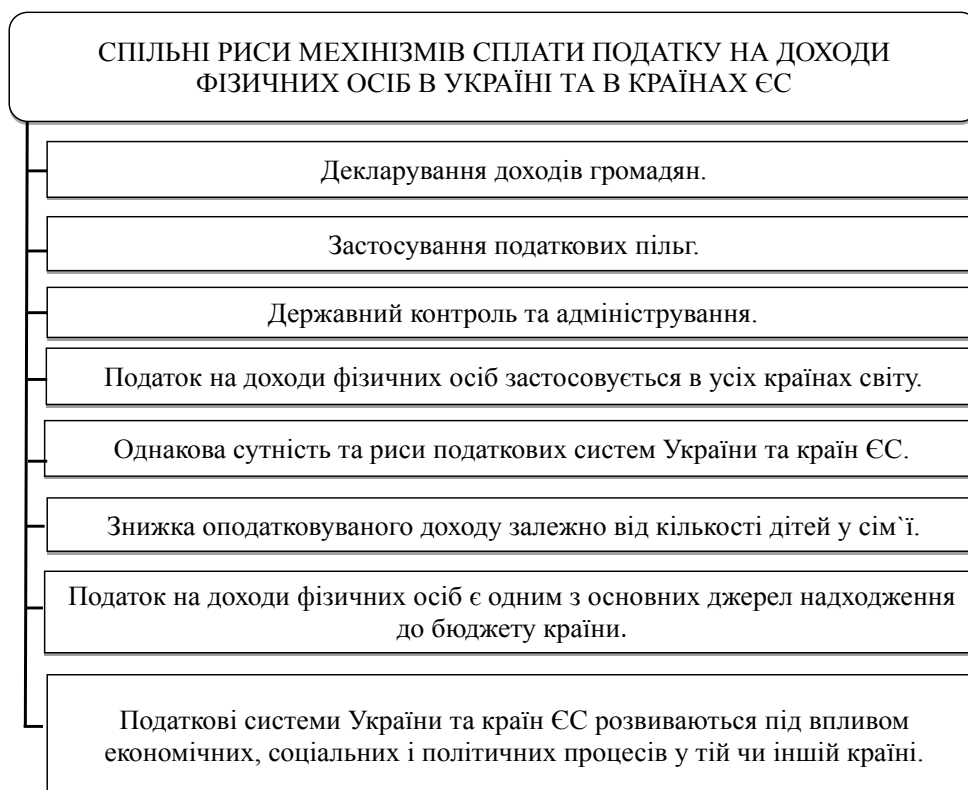 СПІЛЬНІ РИСИ МЕХІНІЗМІВ СПЛАТИ ПОДАТКУ НА ДОХОДИ
ФІЗИЧНИХ ОСІБ В УКРАЇНІ ТА В КРАЇНАХ ЄС
Декларування доходів громадян.
Застосування податкових пільг.
Державний контроль та адміністрування.
Податок на доходи фізичних осіб застосовується в усіх країнах світу.
Однакова сутність та риси податкових систем України та країн ЄС.
Знижка оподатковуваного доходу залежно від кількості дітей у сім`ї.
Податок на доходи фізичних осіб є одним з основних джерел надходження
до бюджету країни.
Податкові системи України та країн ЄС розвиваються під впливом
економічних, соціальних і політичних процесів у тій чи іншій країні.